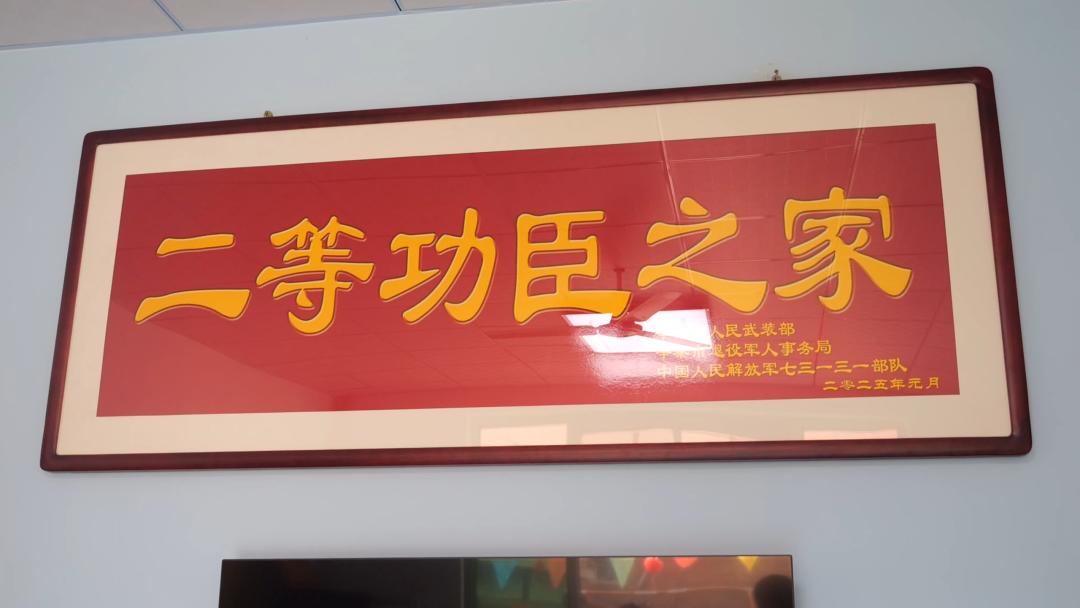 二等功臣之家
人民武装部
退役军人事务局
中国人民解放军七三一三一部队
二零二五年元月